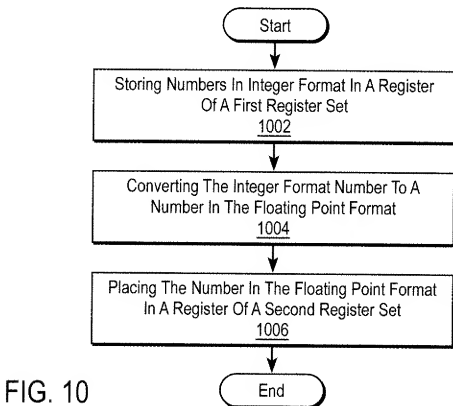 Start
Storing Numbers In Integer Format In A Register
Of A First Register Set
1002
Converting The Integer Format Number To A
Number In The Floating Point Format
1004
Placing The Number In The Floating Point Format
In A Register Of A Second Register Set
1006
End
FIG. 10